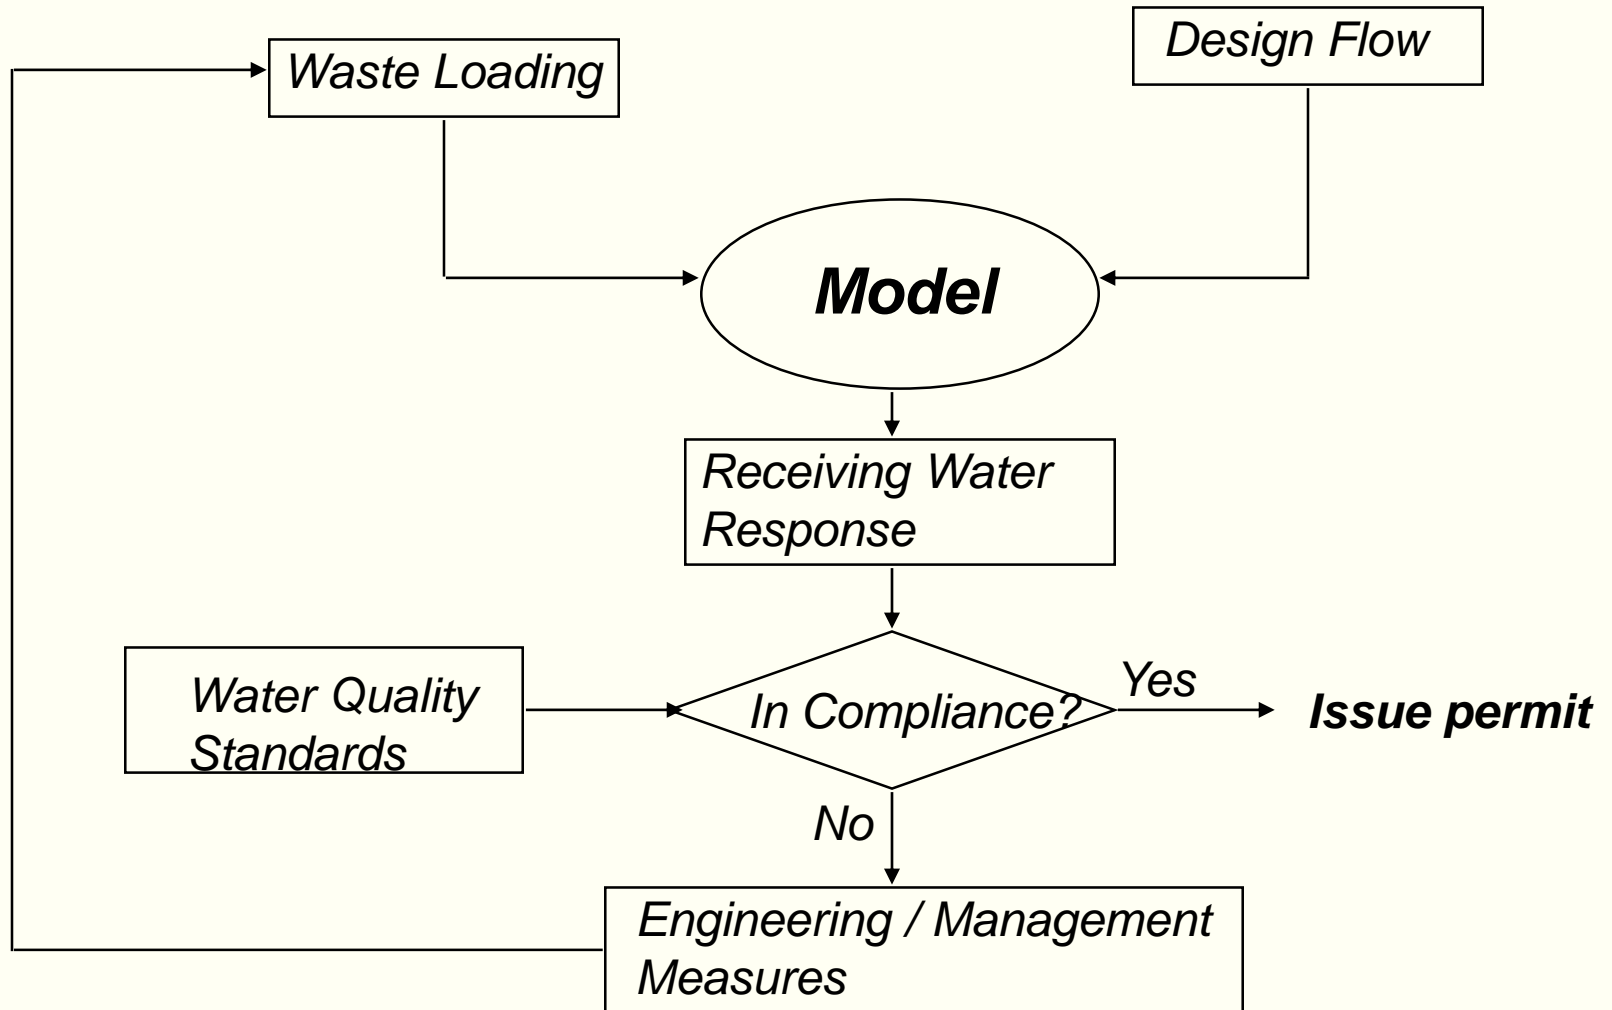 Waste Loading
Design Flow
Model
Receiving Water
Response
Water Quality
Standards
In Compliance?
Yes
Issue permit
No
Engineering / Management
Measures